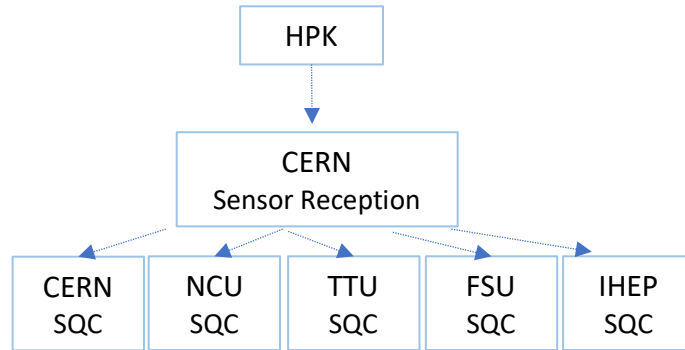 HPK
CERN
Sensor Reception
CERN
SQC
NCU
SQC
TTU
SQC
FSU
SQC
IHEP
SQC